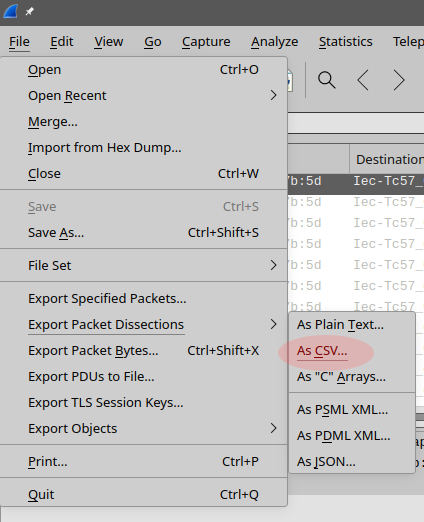 File Edit View Go Capture Analyze Statistics
Open Ctrl+O
Open Recent
Merge...
Import from Hex Dump...
Close Ctrl+W
Destination
7b:5d Iec-Tc57_
Save Ctrl+S
7b:5d Iec-Tc57_
Save As... Ctrl+Shift+S
7b:5d Iec-Tc57_
7b:5d Iec-Tc57_
File Set
7b:5d Iec-Tc57_
7b:5d Iec-Tc57_
Export Specified Packets...
7b:5d Iec-Tc57_
Export Packet Dissections
As Plain Text...
Export Packet Bytes... Ctrl+Shift+X
As CSV...
Export PDUs to File...
As "C" Arrays...
Export TLS Session Keys...
As PSML XML...
Export Objects
As PDML XML...
Print... Ctrl+P
As JSON...
Quit Ctrl+Q